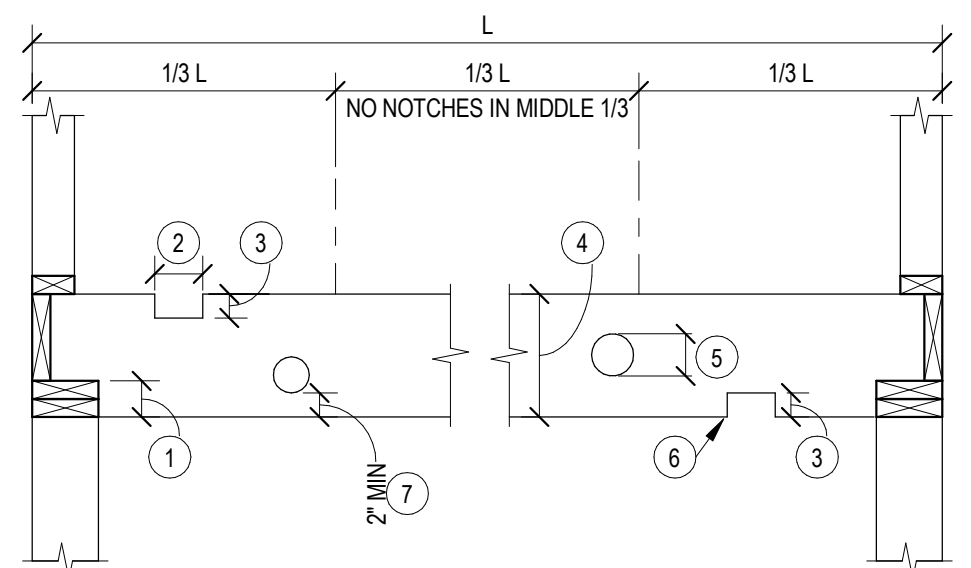 L
1/3 L
1/3 L
1/3 L
NO NOTCHES IN MIDDLE 1/3
2
3
4
5
1
2" MIN
7
6
3